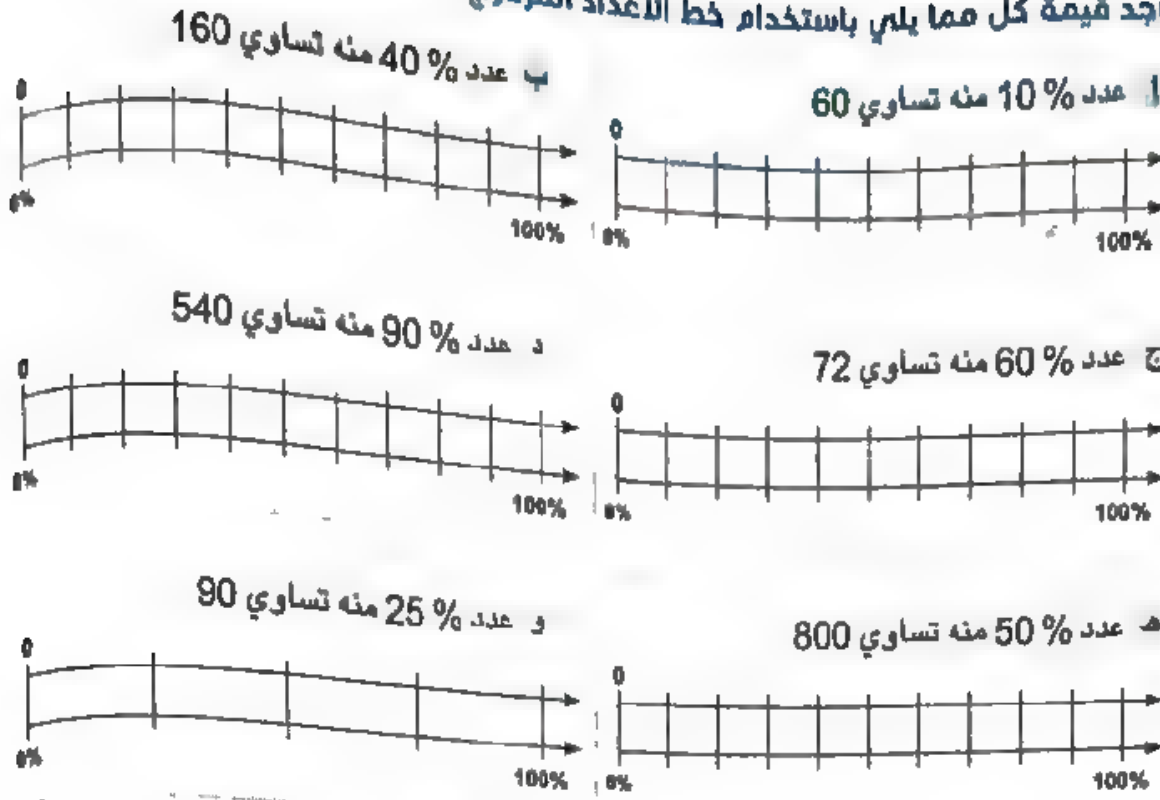 جد قيمة كل مما يلي باستخدام خط الأعداد المزدوج
أ عدد % 10 منه تساوي 60
0
0%
100%
ب عدد % 40 منه تساوي 160
0
0%
100%
ج عدد % 60 منه تساوي 72
0
0%
100%
د عدد % 90 منه تساوي 540
0
0%
100%
هـ عدد % 50 منه تساوي 800
0
0%
100%
و عدد % 25 منه تساوي 90
0
0%
100%